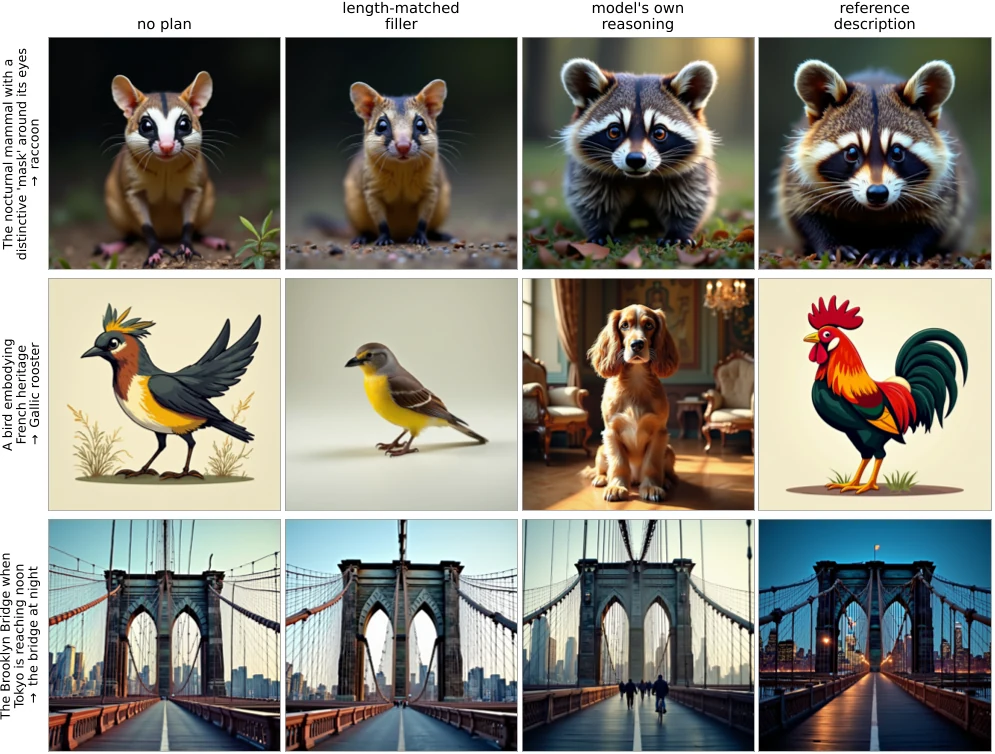 no plan
length-matched
filler
model's own
reasoning
reference
description
The nocturnal mammal with a
distinctive 'mask' around its eyes
→ raccoon
A bird embodying
French heritage
→ Gallic rooster
The Brooklyn Bridge when
Tokyo is reaching noon
→ the bridge at night